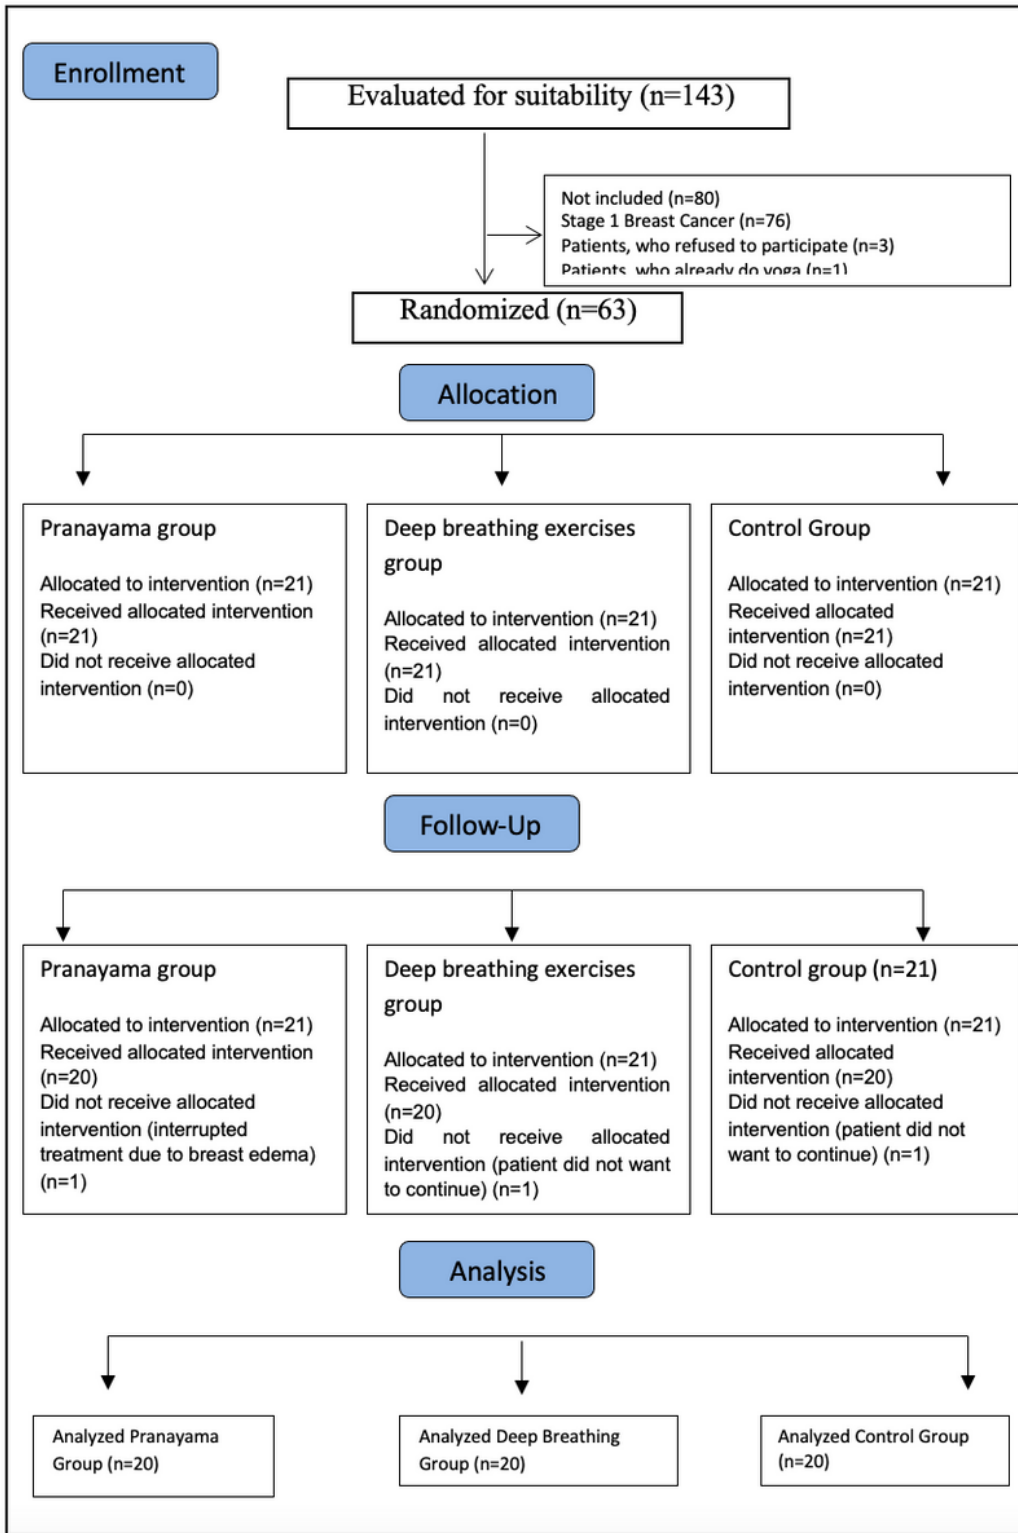 Enrollment
Evaluated for suitability (n=143)
Not included (n=80)
Stage 1 Breast Cancer (n=76)
Patients, who refused to participate (n=3)
Patients, who already do yoga (n=1)
Randomized (n=63)
Allocation
Pranayama group
Allocated to intervention (n=21)
Received allocated intervention
(n=21)
Did not receive allocated
intervention (n=0)
Deep breathing exercises
group
Allocated to intervention (n=21)
Received allocated intervention
(n=21)
Did not receive allocated
intervention (n=0)
Control Group
Allocated to intervention (n=21)
Received allocated
intervention (n=21)
Did not receive allocated
intervention (n=0)
Follow-Up
Pranayama group
Allocated to intervention (n=21)
Received allocated intervention
(n=20)
Did not receive allocated
intervention (interrupted
treatment due to breast edema)
(n=1)
Deep breathing exercises
group
Allocated to intervention (n=21)
Received allocated intervention
(n=20)
Did not receive allocated
intervention (patient did not want
to continue) (n=1)
Control group (n=21)
Allocated to intervention (n=21)
Received allocated
intervention (n=20)
Did not receive allocated
intervention (patient did not
want to continue) (n=1)
Analysis
Analyzed Pranayama
Group (n=20)
Analyzed Deep Breathing
Group (n=20)
Analyzed Control Group
(n=20)